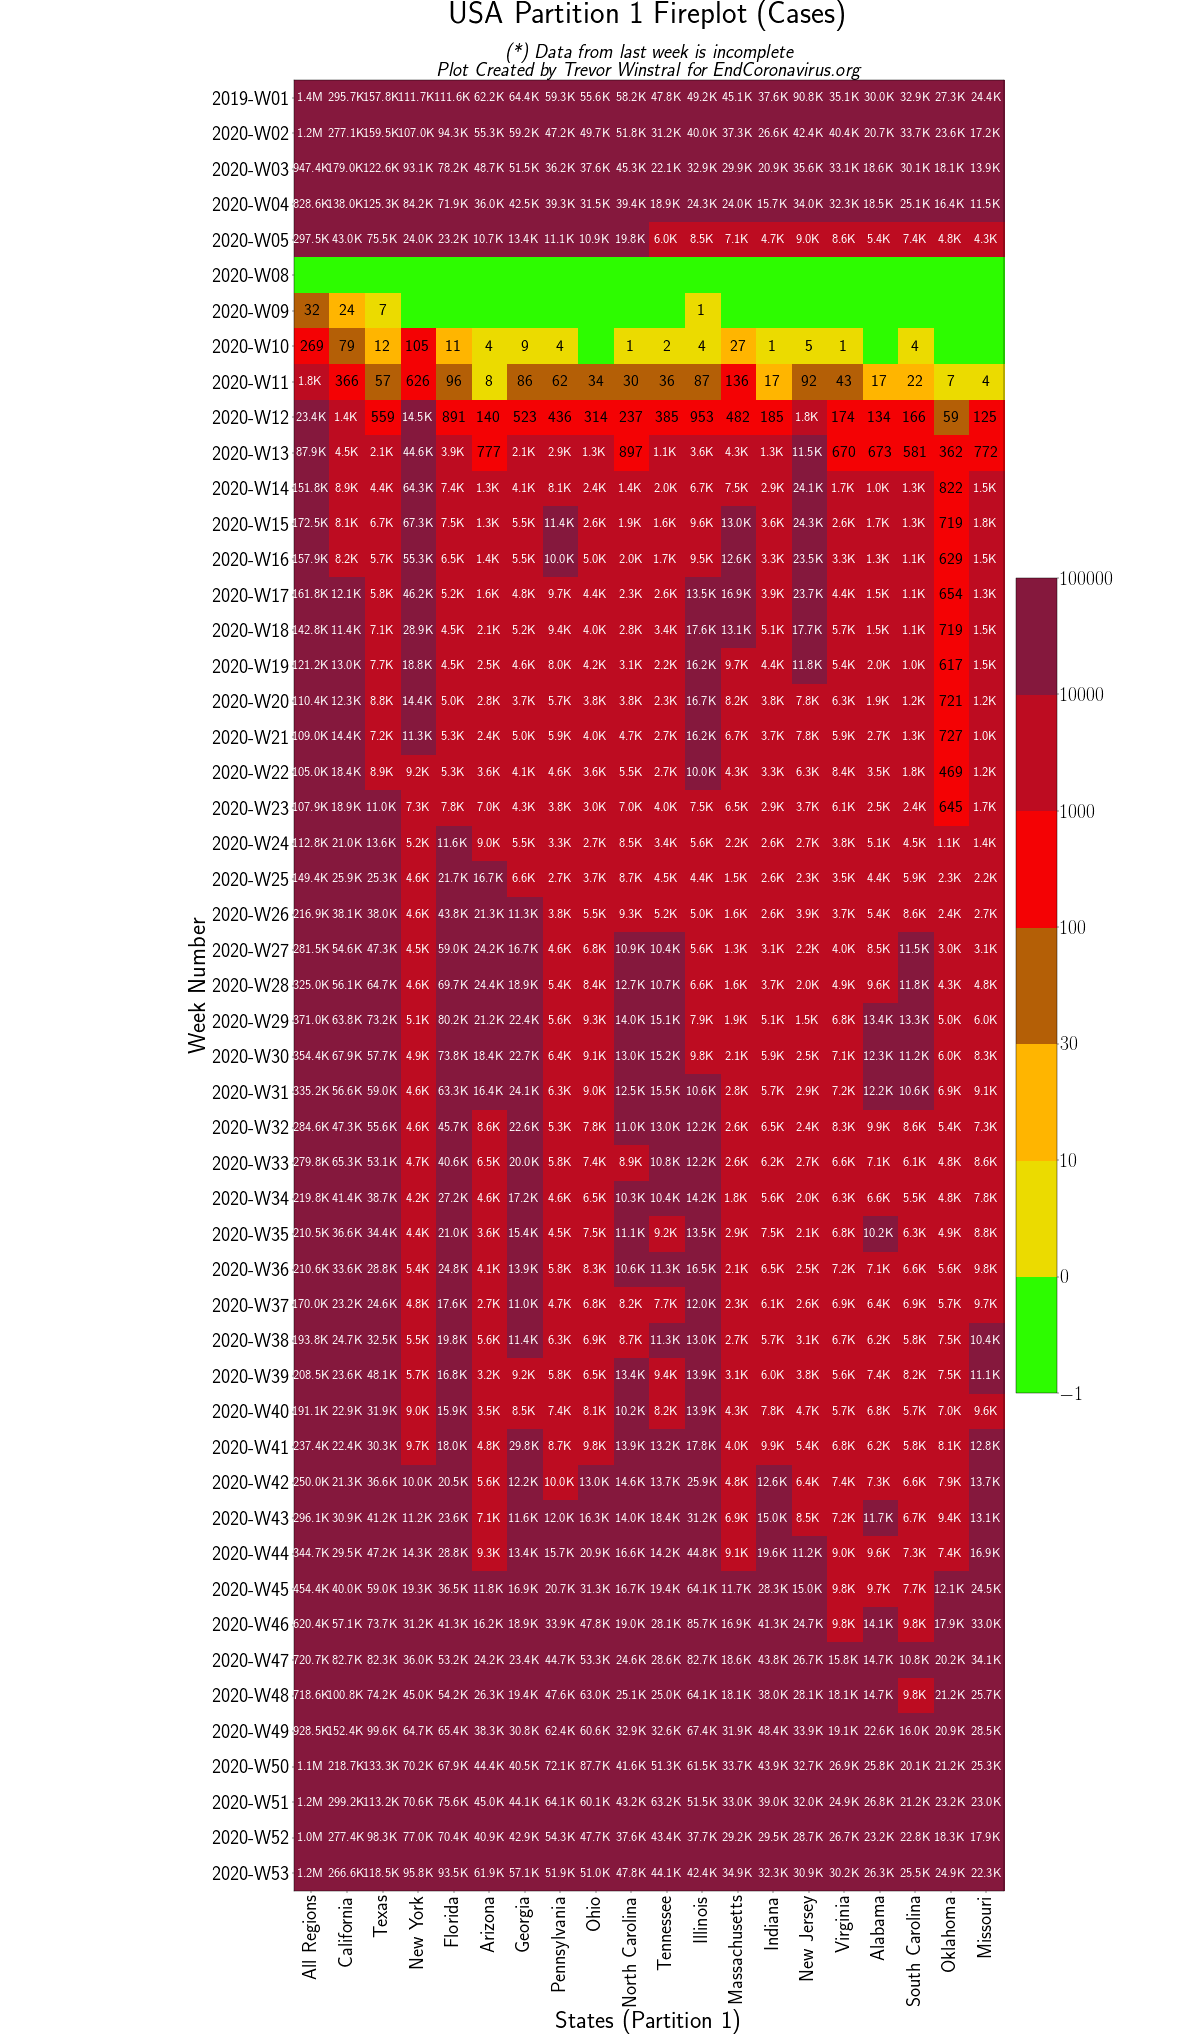 USA Partition 1 Fireplot (Cases)
(*) Data from last week is incomplete
Plot Created by Trevor Winstral for EndCoronavirus.org
2019-W01 1.4M 295.7K 157.8K 111.7K 111.6K 62.2K 64.4K 59.3K 55.6K 58.2K 47.8K 49.2K 45.1K 37.6K 90.8K 35.1K 30.0K 32.9K 27.3K 24.4K
2020-W02 1.2M 277.1K 159.5K 107.0K 94.3K 55.3K 59.2K 47.2K 49.7K 51.8K 31.2K 40.0K 37.3K 26.6K 42.4K 40.4K 20.7K 33.7K 23.6K 17.2K
2020-W03 947.4K 179.0K 122.6K 93.1K 78.2K 48.7K 51.5K 36.2K 37.6K 45.3K 22.1K 32.9K 29.9K 20.9K 35.6K 33.1K 18.6K 30.1K 18.1K 13.9K
2020-W04 828.6K 138.0K 125.3K 84.2K 71.9K 36.0K 42.5K 39.3K 31.5K 39.4K 18.9K 24.3K 24.0K 15.7K 34.0K 32.3K 18.5K 25.1K 16.4K 11.5K
2020-W05 297.5K 43.0K 75.5K 24.0K 23.2K 10.7K 13.4K 11.1K 10.9K 19.8K 6.0K 8.5K 7.1K 4.7K 9.0K 8.6K 5.4K 7.4K 4.8K 4.3K
2020-W08
2020-W09 32 24 7 1
2020-W10 269 79 12 105 11 4 9 4 1 2 4 27 1 5 1 4
2020-W11 1.8K 366 57 626 96 8 86 62 34 30 36 87 136 17 92 43 17 22 7 4
2020-W12 23.4K 1.4K 559 14.5K 891 140 523 436 314 237 385 953 482 185 1.8K 174 134 166 59 125
2020-W13 87.9K 4.5K 2.1K 44.6K 3.9K 777 2.1K 2.9K 1.3K 897 1.1K 3.6K 4.3K 1.3K 11.5K 670 673 581 362 772
2020-W14 151.8K 8.9K 4.4K 64.3K 7.4K 1.3K 4.1K 8.1K 2.4K 1.4K 2.0K 6.7K 7.5K 2.9K 24.1K 1.7K 1.0K 1.3K 822 1.5K
2020-W15 172.5K 8.1K 6.7K 67.3K 7.5K 1.3K 5.5K 11.4K 2.6K 1.9K 1.6K 9.6K 13.0K 3.6K 24.3K 2.6K 1.7K 1.3K 719 1.8K
2020-W16 157.9K 8.2K 5.7K 55.3K 6.5K 1.4K 5.5K 10.0K 5.0K 2.0K 1.7K 9.5K 12.6K 3.3K 23.5K 3.3K 1.3K 1.1K 629 1.5K
2020-W17 161.8K 12.1K 5.8K 46.2K 5.2K 1.6K 4.8K 9.7K 4.4K 2.3K 2.6K 13.5K 16.9K 3.9K 23.7K 4.4K 1.5K 1.1K 654 1.3K
2020-W18 142.8K 11.4K 7.1K 28.9K 4.5K 2.1K 5.2K 9.4K 4.0K 2.8K 3.4K 17.6K 13.1K 5.1K 17.7K 5.7K 1.5K 1.1K 719 1.5K
2020-W19 121.2K 13.0K 7.7K 18.8K 4.5K 2.5K 4.6K 8.0K 4.2K 3.1K 2.2K 16.2K 9.7K 4.4K 11.8K 5.4K 2.0K 1.0K 617 1.5K
2020-W20 110.4K 12.3K 8.8K 14.4K 5.0K 2.8K 3.7K 5.7K 3.8K 3.8K 2.3K 16.7K 8.2K 3.8K 7.8K 6.3K 1.9K 1.2K 721 1.2K
2020-W21 109.0K 14.4K 7.2K 11.3K 5.3K 2.4K 5.0K 5.9K 4.0K 4.7K 2.7K 16.2K 6.7K 3.7K 7.8K 5.9K 2.7K 1.3K 727 1.0K
2020-W22 105.0K 18.4K 8.9K 9.2K 5.3K 3.6K 4.1K 4.6K 3.6K 5.5K 2.7K 10.0K 4.3K 3.3K 6.3K 8.4K 3.5K 1.8K 469 1.2K
2020-W23 107.9K 18.9K 11.0K 7.3K 7.8K 7.0K 4.3K 3.8K 3.0K 7.0K 4.0K 7.5K 6.5K 2.9K 3.7K 6.1K 2.5K 2.4K 645 1.7K
2020-W24 112.8K 21.0K 13.6K 5.2K 11.6K 9.0K 5.5K 3.3K 2.7K 8.5K 3.4K 5.6K 2.2K 2.6K 2.7K 3.8K 5.1K 4.5K 1.1K 1.4K
2020-W25 149.4K 25.9K 25.3K 4.6K 21.7K 16.7K 6.6K 2.7K 3.7K 8.7K 4.5K 4.4K 1.5K 2.6K 2.3K 3.5K 4.4K 5.9K 2.3K 2.2K
2020-W26 216.9K 38.1K 38.0K 4.6K 43.8K 21.3K 11.3K 3.8K 5.5K 9.3K 5.2K 5.0K 1.6K 2.6K 3.9K 3.7K 5.4K 8.6K 2.4K 2.7K
2020-W27 281.5K 54.6K 47.3K 4.5K 59.0K 24.2K 16.7K 4.6K 6.8K 10.9K 10.4K 5.6K 1.3K 3.1K 2.2K 4.0K 8.5K 11.5K 3.0K 3.1K
2020-W28 325.0K 56.1K 64.7K 4.6K 69.7K 24.4K 18.9K 5.4K 8.4K 12.7K 10.7K 6.6K 1.6K 3.7K 2.0K 4.9K 9.6K 11.8K 4.3K 4.8K
2020-W29 371.0K 63.8K 73.2K 5.1K 80.2K 21.2K 22.4K 5.6K 9.3K 14.0K 15.1K 7.9K 1.9K 5.1K 1.5K 6.8K 13.4K 13.3K 5.0K 6.0K
2020-W30 354.4K 67.9K 57.7K 4.9K 73.8K 18.4K 22.7K 6.4K 9.1K 13.0K 15.2K 9.8K 2.1K 5.9K 2.5K 7.1K 12.3K 11.2K 6.0K 8.3K
2020-W31 335.2K 56.6K 59.0K 4.6K 63.3K 16.4K 24.1K 6.3K 9.0K 12.5K 15.5K 10.6K 2.8K 5.7K 2.9K 7.2K 12.2K 10.6K 6.9K 9.1K
2020-W32 284.6K 47.3K 55.6K 4.6K 45.7K 8.6K 22.6K 5.3K 7.8K 11.0K 13.0K 12.2K 2.6K 6.5K 2.4K 8.3K 9.9K 8.6K 5.4K 7.3K
2020-W33 279.8K 65.3K 53.1K 4.7K 40.6K 6.5K 20.0K 5.8K 7.4K 8.9K 10.8K 12.2K 2.6K 6.2K 2.7K 6.6K 7.1K 6.1K 4.8K 8.6K
2020-W34 219.8K 41.4K 38.7K 4.2K 27.2K 4.6K 17.2K 4.6K 6.5K 10.3K 10.4K 14.2K 1.8K 5.6K 2.0K 6.3K 6.6K 5.5K 4.8K 7.8K
2020-W35 210.5K 36.6K 34.4K 4.4K 21.0K 3.6K 15.4K 4.5K 7.5K 11.1K 9.2K 13.5K 2.9K 7.5K 2.1K 6.8K 10.2K 6.3K 4.9K 8.8K
2020-W36 210.6K 33.6K 28.8K 5.4K 24.8K 4.1K 13.9K 5.8K 8.3K 10.6K 11.3K 16.5K 2.1K 6.5K 2.5K 7.2K 7.1K 6.6K 5.6K 9.8K
2020-W37 170.0K 23.2K 24.6K 4.8K 17.6K 2.7K 11.0K 4.7K 6.8K 8.2K 7.7K 12.0K 2.3K 6.1K 2.6K 6.9K 6.4K 6.9K 5.7K 9.7K
2020-W38 193.8K 24.7K 32.5K 5.5K 19.8K 5.6K 11.4K 6.3K 6.9K 8.7K 11.3K 13.0K 2.7K 5.7K 3.1K 6.7K 6.2K 5.8K 7.5K 10.4K
2020-W39 208.5K 23.6K 48.1K 5.7K 16.8K 3.2K 9.2K 5.8K 6.5K 13.4K 9.4K 13.9K 3.1K 6.0K 3.8K 5.6K 7.4K 8.2K 7.5K 11.1K
2020-W40 191.1K 22.9K 31.9K 9.0K 15.9K 3.5K 8.5K 7.4K 8.1K 10.2K 8.2K 13.9K 4.3K 7.8K 4.7K 5.7K 6.8K 5.7K 7.0K 9.6K
2020-W41 237.4K 22.4K 30.3K 9.7K 18.0K 4.8K 29.8K 8.7K 9.8K 13.9K 13.2K 17.8K 4.0K 9.9K 5.4K 6.8K 6.2K 5.8K 8.1K 12.8K
2020-W42 250.0K 21.3K 36.6K 10.0K 20.5K 5.6K 12.2K 10.0K 13.0K 14.6K 13.7K 25.9K 4.8K 12.6K 6.4K 7.4K 7.3K 6.6K 7.9K 13.7K
2020-W43 296.1K 30.9K 41.2K 11.2K 23.6K 7.1K 11.6K 12.0K 16.3K 14.0K 18.4K 31.2K 6.9K 15.0K 8.5K 7.2K 11.7K 6.7K 9.4K 13.1K
2020-W44 344.7K 29.5K 47.2K 14.3K 28.8K 9.3K 13.4K 15.7K 20.9K 16.6K 14.2K 44.8K 9.1K 19.6K 11.2K 9.0K 9.6K 7.3K 7.4K 16.9K
2020-W45 454.4K 40.0K 59.0K 19.3K 36.5K 11.8K 16.9K 20.7K 31.3K 16.7K 19.4K 64.1K 11.7K 28.3K 15.0K 9.8K 9.7K 7.7K 12.1K 24.5K
2020-W46 620.4K 57.1K 73.7K 31.2K 41.3K 16.2K 18.9K 33.9K 47.8K 19.0K 28.1K 85.7K 16.9K 41.3K 24.7K 9.8K 14.1K 9.8K 17.9K 33.0K
2020-W47 720.7K 82.7K 82.3K 36.0K 53.2K 24.2K 23.4K 44.7K 53.3K 24.6K 28.6K 82.7K 18.6K 43.8K 26.7K 15.8K 14.7K 10.8K 20.2K 34.1K
2020-W48 718.6K 100.8K 74.2K 45.0K 54.2K 26.3K 19.4K 47.6K 63.0K 25.1K 25.0K 64.1K 18.1K 38.0K 28.1K 18.1K 14.7K 9.8K 21.2K 25.7K
2020-W49 928.5K 152.4K 99.6K 64.7K 65.4K 38.3K 30.8K 62.4K 60.6K 32.9K 32.6K 67.4K 31.9K 48.4K 33.9K 19.1K 22.6K 16.0K 20.9K 28.5K
2020-W50 1.1M 218.7K 133.3K 70.2K 67.9K 44.4K 40.5K 72.1K 87.7K 41.6K 51.3K 61.5K 33.7K 43.9K 32.7K 26.9K 25.8K 20.1K 21.2K 25.3K
2020-W51 1.2M 299.2K 113.2K 70.6K 75.6K 45.0K 44.1K 64.1K 60.1K 43.2K 63.2K 51.5K 33.0K 39.0K 32.0K 24.9K 26.8K 21.2K 23.2K 23.0K
2020-W52 1.0M 277.4K 98.3K 77.0K 70.4K 40.9K 42.9K 54.3K 47.7K 37.6K 43.4K 37.7K 29.2K 29.5K 28.7K 26.7K 23.2K 22.8K 18.3K 17.9K
2020-W53 1.2M 266.6K 118.5K 95.8K 93.5K 61.9K 57.1K 51.9K 51.0K 47.8K 44.1K 42.4K 34.9K 32.3K 30.9K 30.2K 26.3K 25.5K 24.9K 22.3K
Week Number
All Regions
California
Texas
New York
Florida
Arizona
Georgia
Pennsylvania
Ohio
North Carolina
Tennessee
Illinois
Massachusetts
Indiana
New Jersey
Virginia
Alabama
South Carolina
Oklahoma
Missouri
States (Partition 1)
100000
10000
1000
100
30
10
0
−1